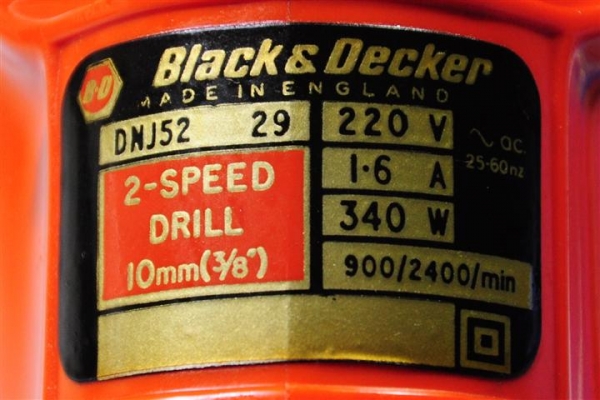 B·D Black & Decker
MADE IN ENGLAND
DNJ52 29
2-SPEED
DRILL
10mm(3/8")
220 V
1·6 A
340 W
∿ ac.
25-60hz
900/2400/min